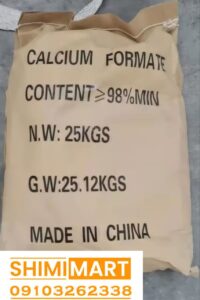 CALCIUM FORMATE
CONTENT≥98%MIN
N.W: 25KGS
G.W:25.12KGS
MADE IN CHINA
SHIMIMART
09103262338